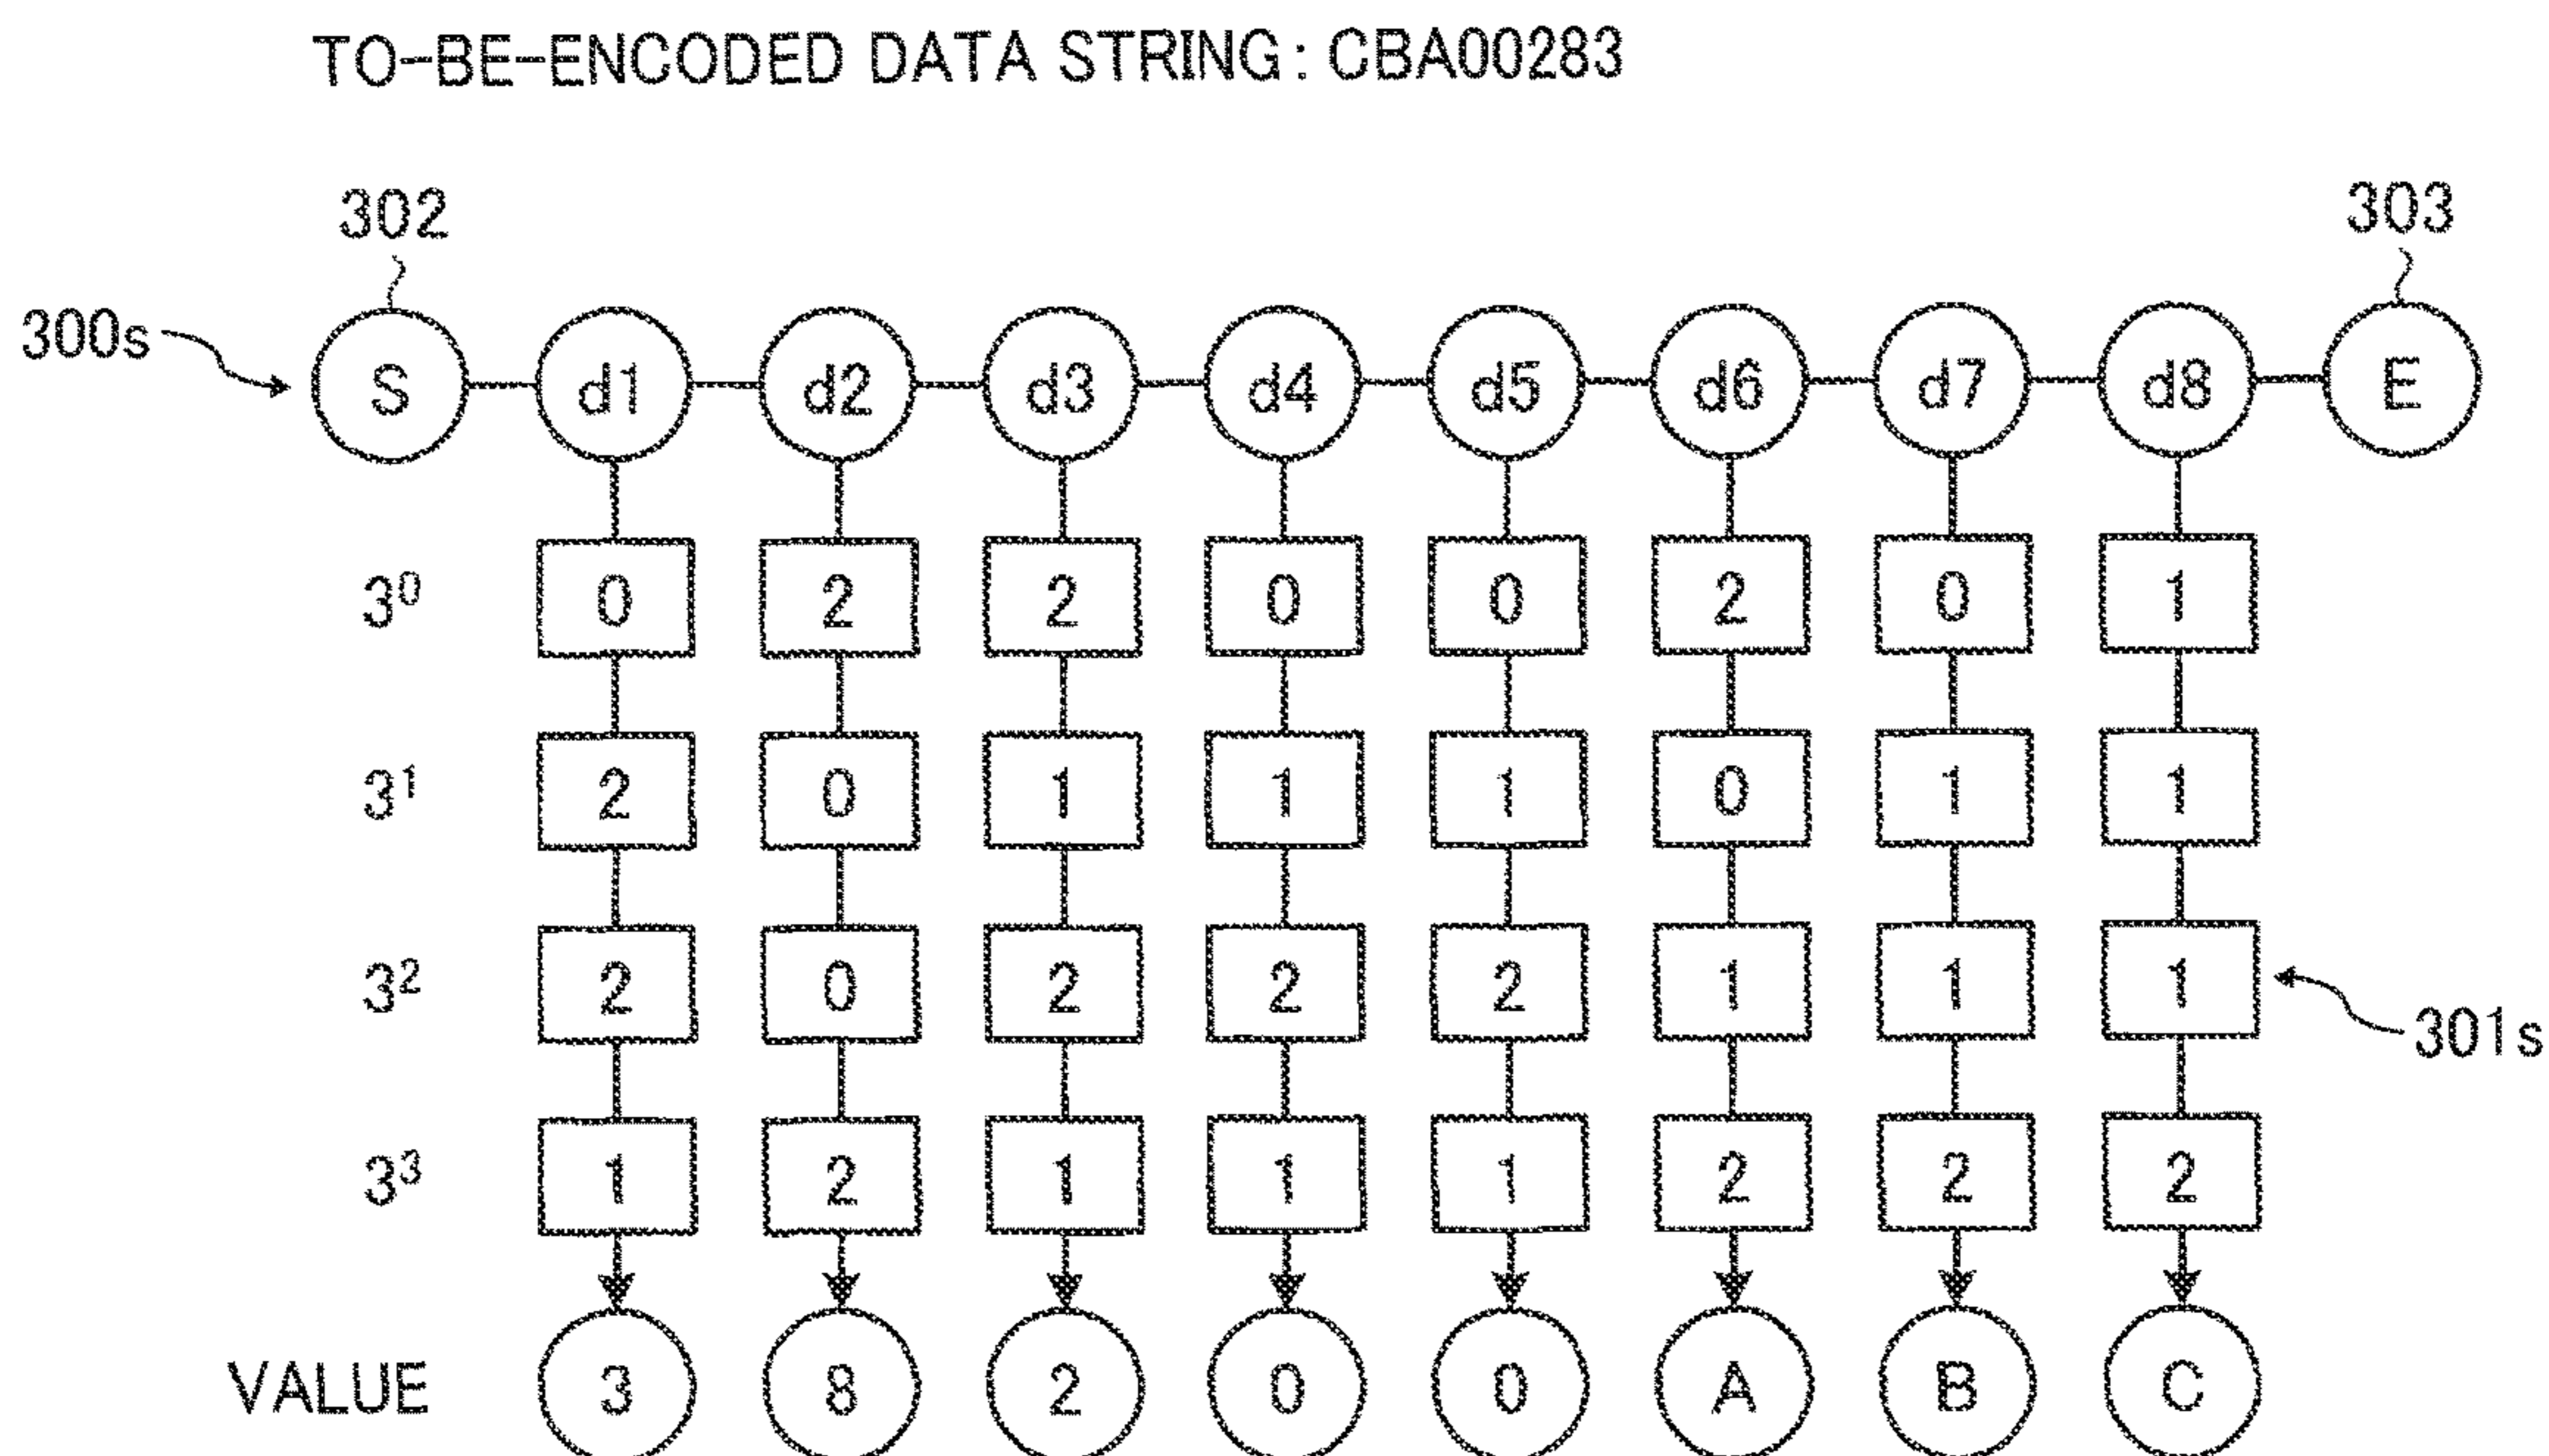 TO-BE-ENCODED DATA STRING: CBA00283
302 303
300s S d1 d2 d3 d4 d5 d6 d7 d8 E
3⁰ 0 2 2 0 0 2 0 1
3¹ 2 0 1 1 1 0 1 1
3² 2 0 2 2 2 1 1 1
301s
3³ 1 2 1 1 1 2 2 2
VALUE 3 8 2 0 0 A B C